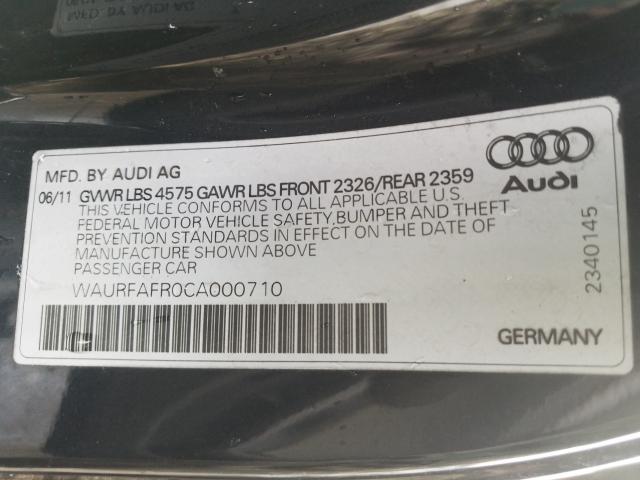 MFD. BY AUDI AG
06/11 GVWR LBS 4575 GAWR LBS FRONT 2326/REAR 2359
THIS VEHICLE CONFORMS TO ALL APPLICABLE U.S.
FEDERAL MOTOR VEHICLE SAFETY,BUMPER AND THEFT
PREVENTION STANDARDS IN EFFECT ON THE DATE OF
MANUFACTURE SHOWN ABOVE
PASSENGER CAR
WAURFAFR0CA000710
Audi
2340145
GERMANY